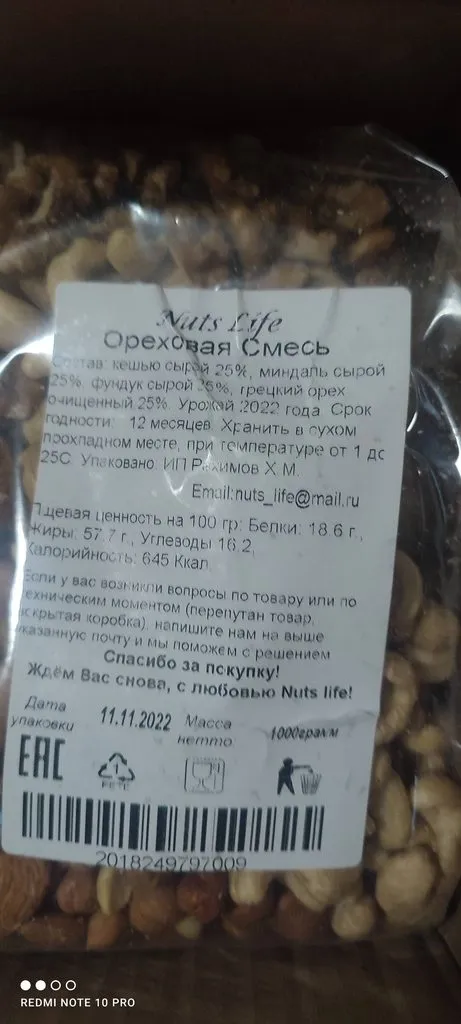 Nuts Life
Ореховая Смесь
Состав: кешью сырой 25%, миндаль сырой
25%, фундук сырой 25%, грецкий орех
очищенный 25%. Урожай 2022 года. Срок
годности: 12 месяцев. Хранить в сухом
прохладном месте, при температуре от 1 до
25С. Упаковано: ИП Рахимов Х.М.
Email:nuts_life@mail.ru
Пищевая ценность на 100 гр: Белки: 18.6 г.,
Жиры: 57.7 г., Углеводы 16.2,
Калорийность: 645 Ккал.
Если у вас возникли вопросы по товару или по
техническим моментом (перепутан товар,
вскрытая коробка), напишите нам на выше
указанную почту и мы поможем с решением
Спасибо за покупку!
Ждём Вас снова, с любовью Nuts life!
Дата упаковки 11.11.2022 Масса нетто 1000грамм
EAC
PETE
2018249797009
REDMI NOTE 10 PRO